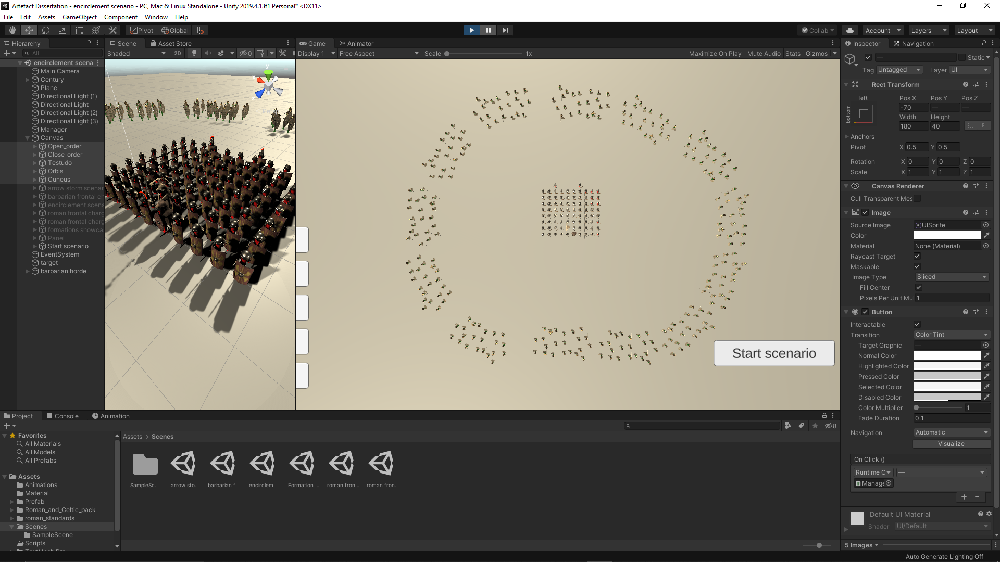 Artefact Dissertation - encirclement scenario - PC, Mac & Linux Standalone - Unity 2019.4.13f1 Personal* <DX11>
File Edit Assets GameObject Component Window Help
Pivot Global Collab Account Layers Layout
Hierarchy
All
encirclement scena
Main Camera
Century
Plane
Directional Light (1)
Directional Light
Directional Light (2)
Directional Light (3)
Manager
Canvas
Open_order
Close_order
Testudo
Orbis
Cuneus
arrow storm scenar
barbarian frontal ch
encirclement scena
roman frontal charg
roman frontal charg
formations showca
Panel
Start scenario
EventSystem
target
barbarian horde
Scene Asset Store
Shaded 2D 0
y
x
z
Game Animator
Display 1 Free Aspect Scale 1x Maximize On Play Mute Audio Stats Gizmos
Start scenario
Inspector Navigation
— Static
Tag Untagged Layer UI
Rect Transform
left Pos X Pos Y Pos Z
bottom -70 — —
Width Height
180 40 R
Anchors
Pivot X 0.5 Y 0.5
Rotation X 0 Y 0 Z 0
Scale X 1 Y 1 Z 1
Canvas Renderer
Cull Transparent Mes
Image
Source Image UISprite
Color
Material None (Material)
Raycast Target
Maskable
Image Type Sliced
Fill Center
Pixels Per Unit Mul 1
Button
Interactable
Transition Color Tint
Target Graphic —
Normal Color
Highlighted Color
Pressed Color
Selected Color
Disabled Color
Color Multiplier 1
Fade Duration 0.1
Navigation Automatic
Visualize
On Click ()
Runtime O —
Manage
+ −
Default UI Material
Shader UI/Default
5 Images
Project Console Animation
8
Favorites
All Materials
All Models
All Prefabs
Assets
Animations
Material
Prefab
Roman_and_Celtic_pack
roman_standards
Scenes
SampleScene
Scripts
Assets > Scenes
SampleSc... arrow sto... barbarian f... encirclem... Formation ... roman fron... roman fron...
Auto Generate Lighting Off